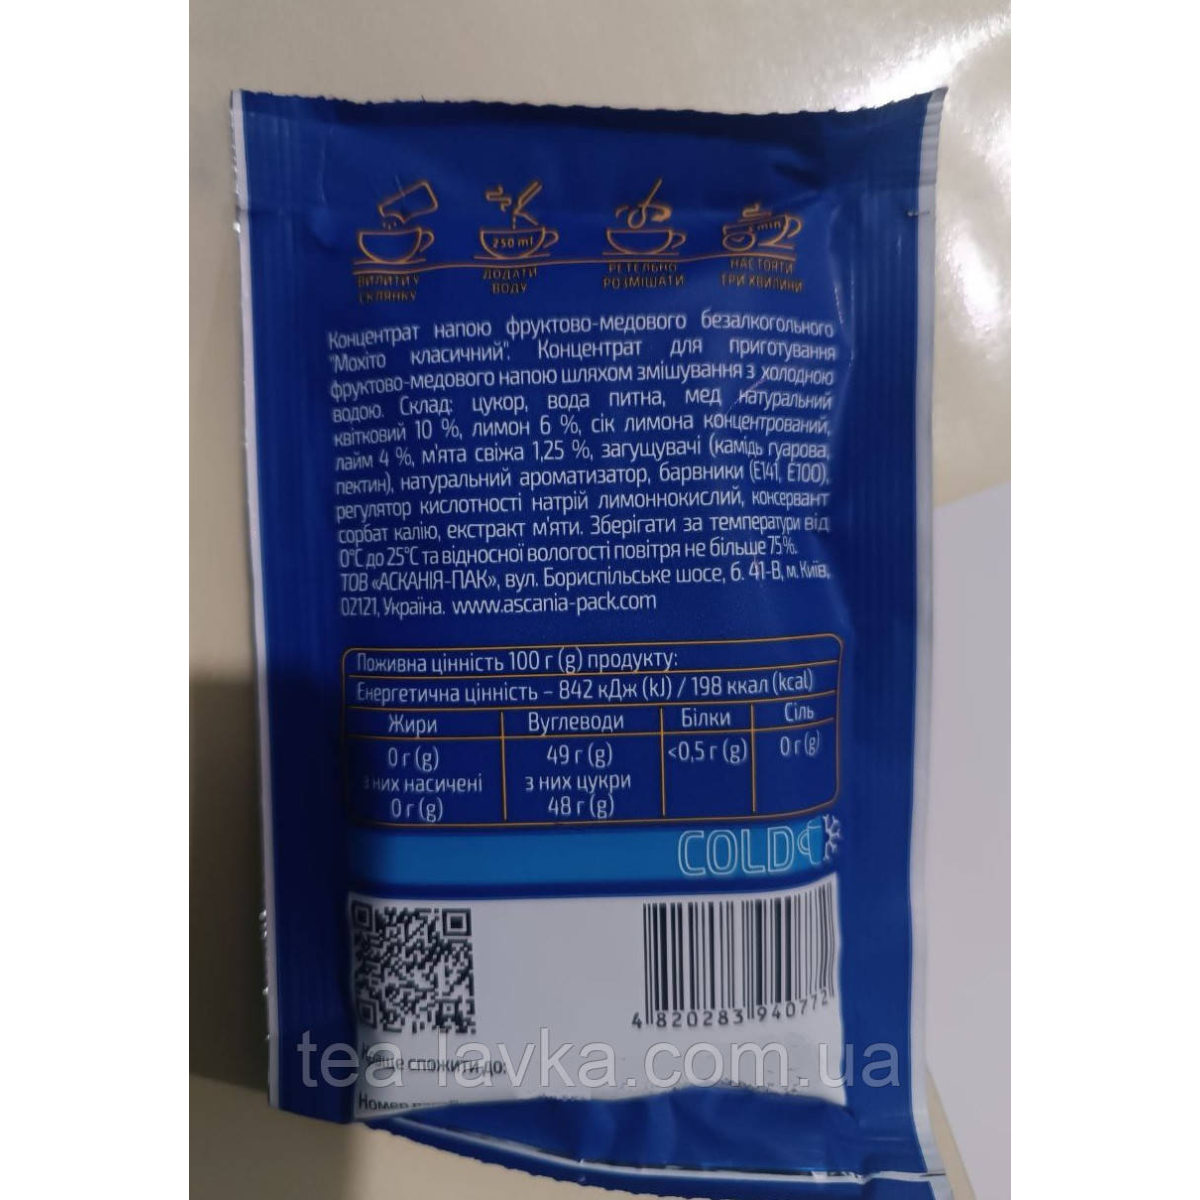 250 ml
min
ВИЛИТИ У
СКЛЯНКУ
ДОДАТИ
ВОДУ
РЕТЕЛЬНО
РОЗМІШАТИ
НАСТОЯТИ
ТРИ ХВИЛИНИ
Концентрат напою фруктово-медового безалкогольного
"Мохіто класичний". Концентрат для приготування
фруктово-медового напою шляхом змішування з холодною
водою. Склад: цукор, вода питна, мед натуральний
квітковий 10 %, лимон 6 %, сік лимона концентрований,
лайм 4 %, м'ята свіжа 1,25 %, загущувачі (камідь гуарова,
пектин), натуральний ароматизатор, барвники (Е141, Е100),
регулятор кислотності натрій лимоннокислий, консервант
сорбат калію, екстракт м'яти. Зберігати за температури від
0°С до 25°С та відносної вологості повітря не більше 75%.
ТОВ «АСКАНІЯ-ПАК», вул. Бориспільське шосе, б. 41-В, м. Київ,
02121, Україна. www.ascania-pack.com
Поживна цінність 100 г (g) продукту:
Енергетична цінність – 842 кДж (kJ) / 198 ккал (kcal)
Жири Вуглеводи Білки Сіль
0 г (g) 49 г (g) <0,5 г (g) 0 г (g)
з них насичені з них цукри
0 г (g) 48 г (g)
COLD
4 820283 940772
tea-lavka.com.ua
спожити до:
Номер